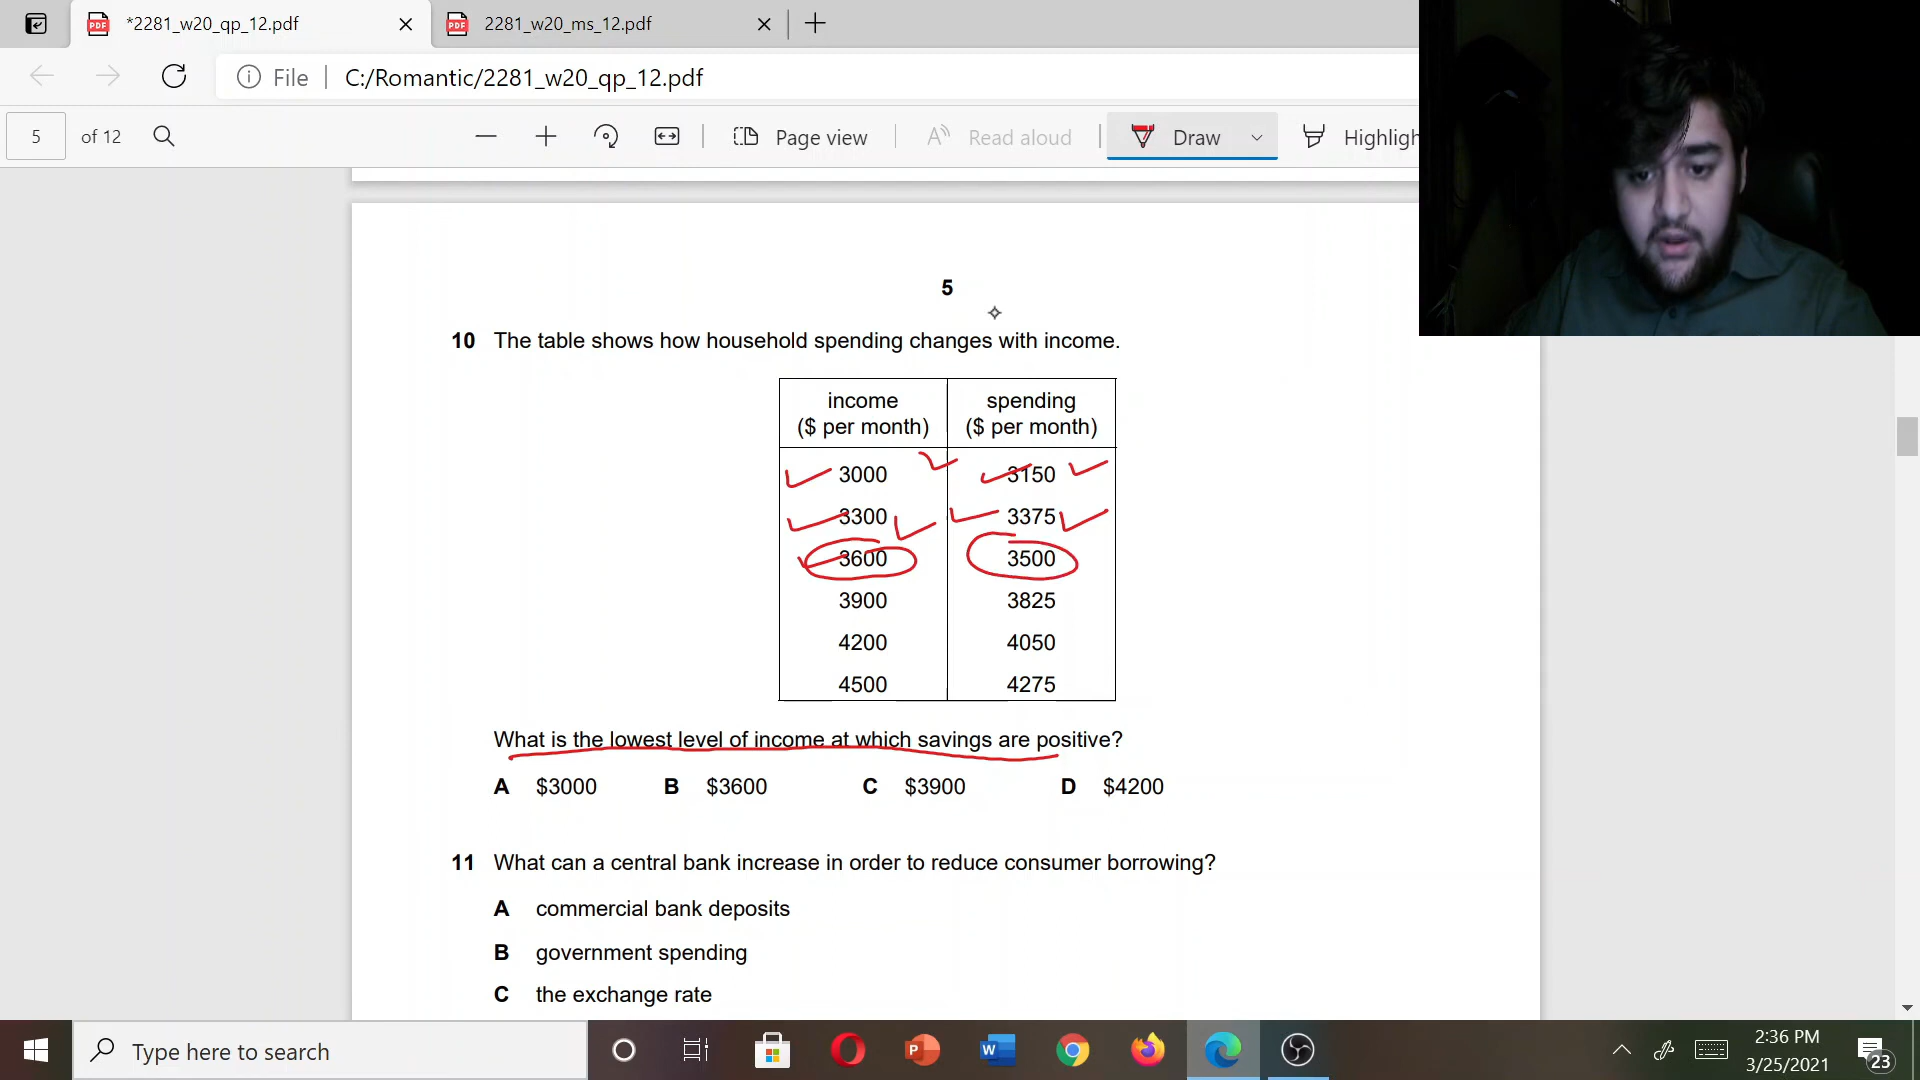 *2281_w20_qp_12.pdf
2281_w20_ms_12.pdf
File
C:/Romantic/2281_w20_qp_12.pdf
5 of 12
Page view
Read aloud
Draw
Highligh
5
10 The table shows how household spending changes with income.
income ($ per month) spending ($ per month)
3000 3150
3300 3375
3600 3500
3900 3825
4200 4050
4500 4275
What is the lowest level of income at which savings are positive?
A $3000 B $3600 C $3900 D $4200
11 What can a central bank increase in order to reduce consumer borrowing?
A commercial bank deposits
B government spending
C the exchange rate
Type here to search
2:36 PM
3/25/2021
23